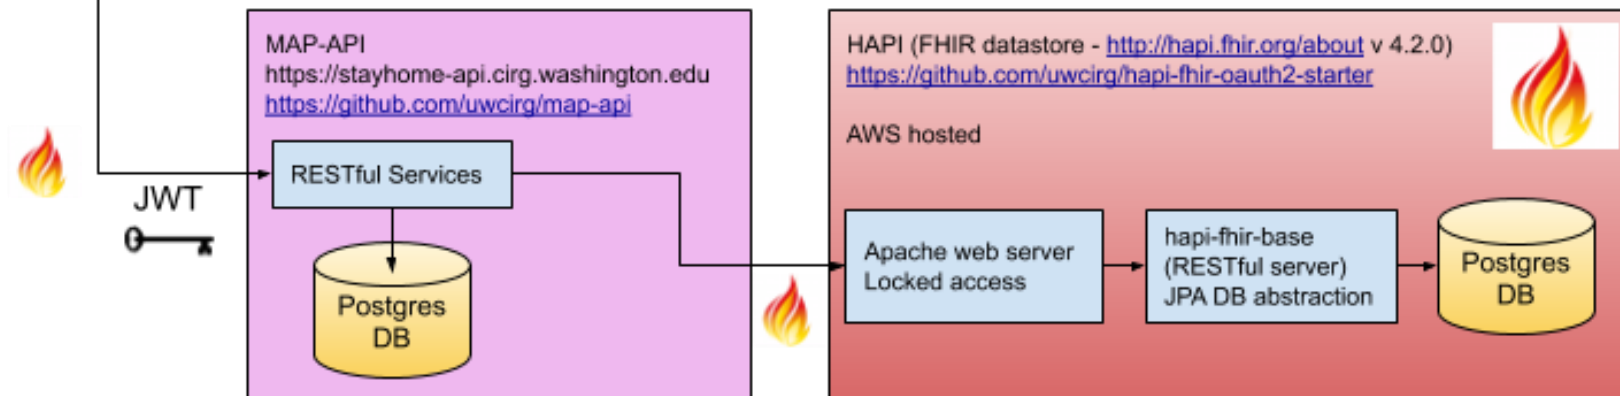 MAP-API
https://stayhome-api.cirg.washington.edu
https://github.com/uwcirg/map-api
RESTful Services
JWT
Postgres
DB
HAPI (FHIR datastore - http://hapi.fhir.org/about v 4.2.0)
https://github.com/uwcirg/hapi-fhir-oauth2-starter
AWS hosted
Apache web server
Locked access
hapi-fhir-base
(RESTful server)
JPA DB abstraction
Postgres
DB